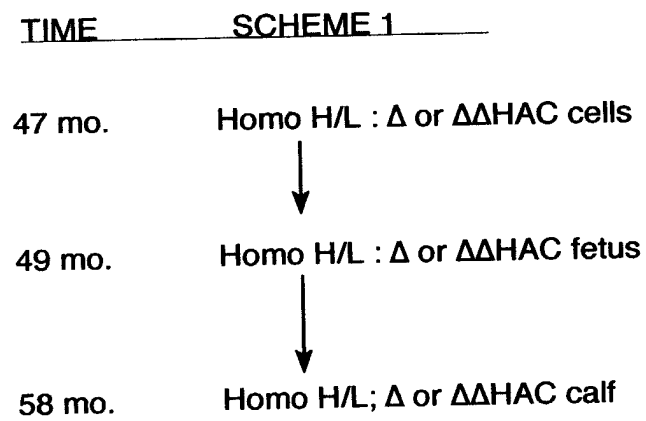 TIME SCHEME 1
47 mo. Homo H/L : Δ or ΔΔHAC cells
49 mo. Homo H/L : Δ or ΔΔHAC fetus
58 mo. Homo H/L; Δ or ΔΔHAC calf